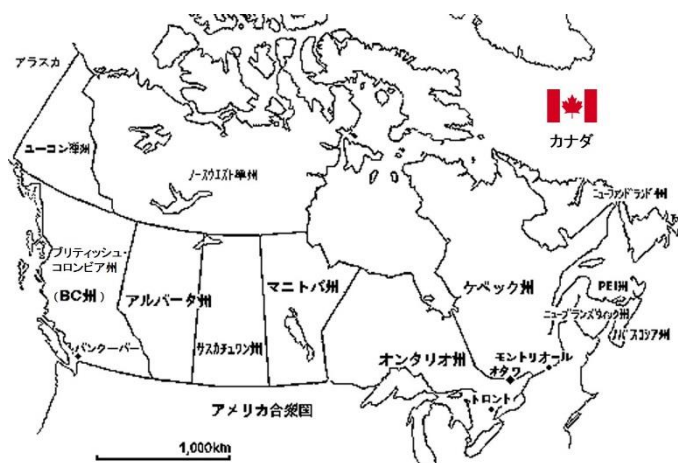 アラスカ
カナダ
ユーコン準州
ノースウエスト準州
ニューファンドランド州
ブリティッシュ・
コロンビア州
(BC州)
アルバータ州
マニトバ州
ケベック州
PEI州
ニューブランズウィック州
ノバスコシア州
バンクーバー
サスカチュワン州
オンタリオ州
モントリオール
オタワ
トロント
アメリカ合衆国
1,000km